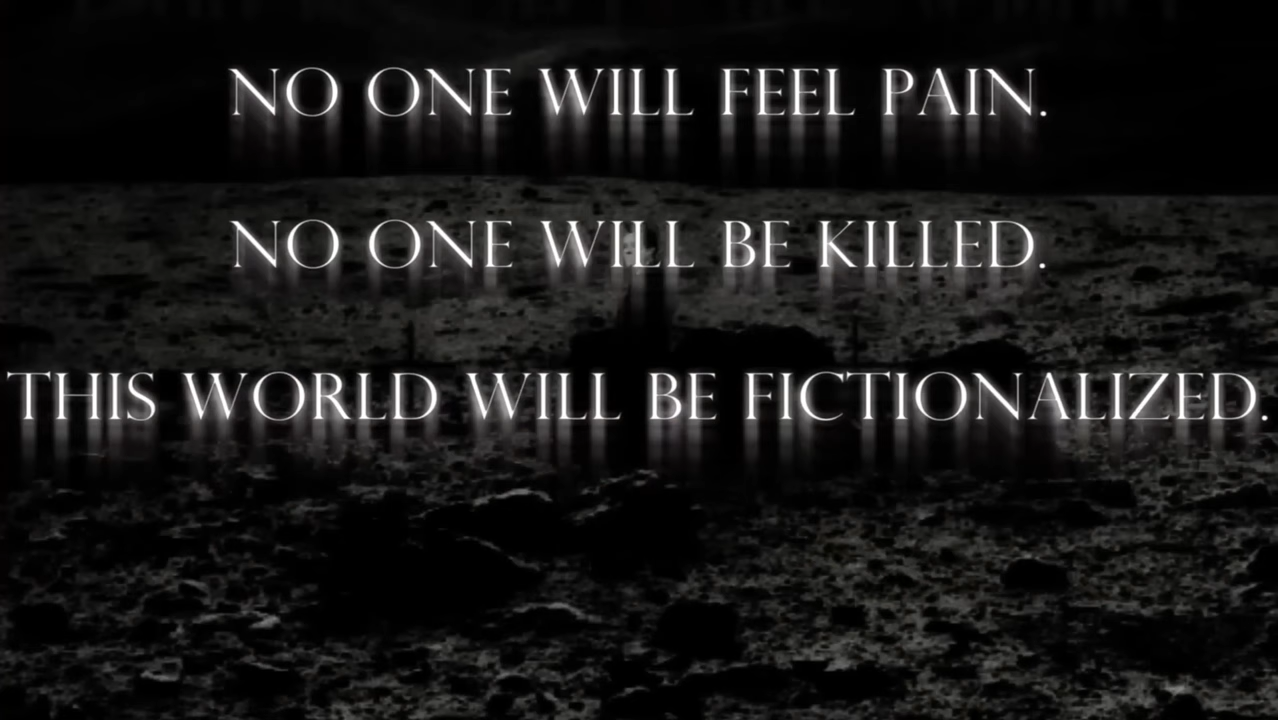 NO ONE WILL FEEL PAIN.
NO ONE WILL BE KILLED.
THIS WORLD WILL BE FICTIONALIZED.